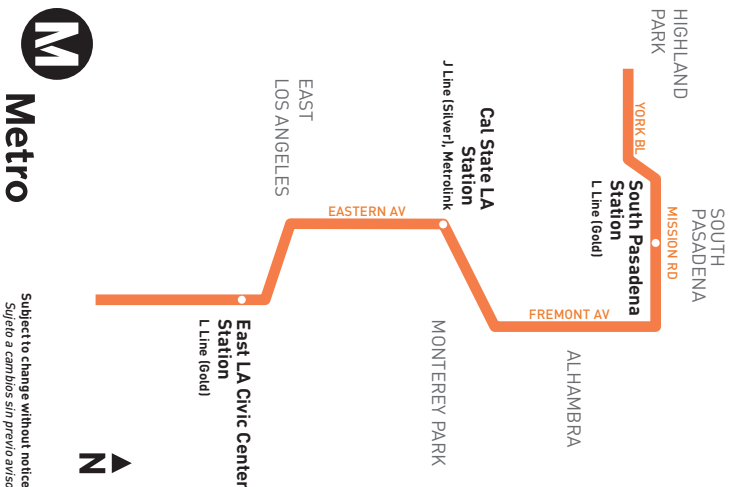 HIGHLAND
PARK
YORK BL
SOUTH
PASADENA
MISSION RD
South Pasadena
Station
L Line (Gold)
FREMONT AV
ALHAMBRA
Cal State LA
Station
J Line (Silver), Metrolink
MONTEREY PARK
EASTERN AV
EAST
LOS ANGELES
East LA Civic Center
Station
L Line (Gold)
M
Metro
Subject to change without notice
Sujeto a cambios sin previo aviso
N